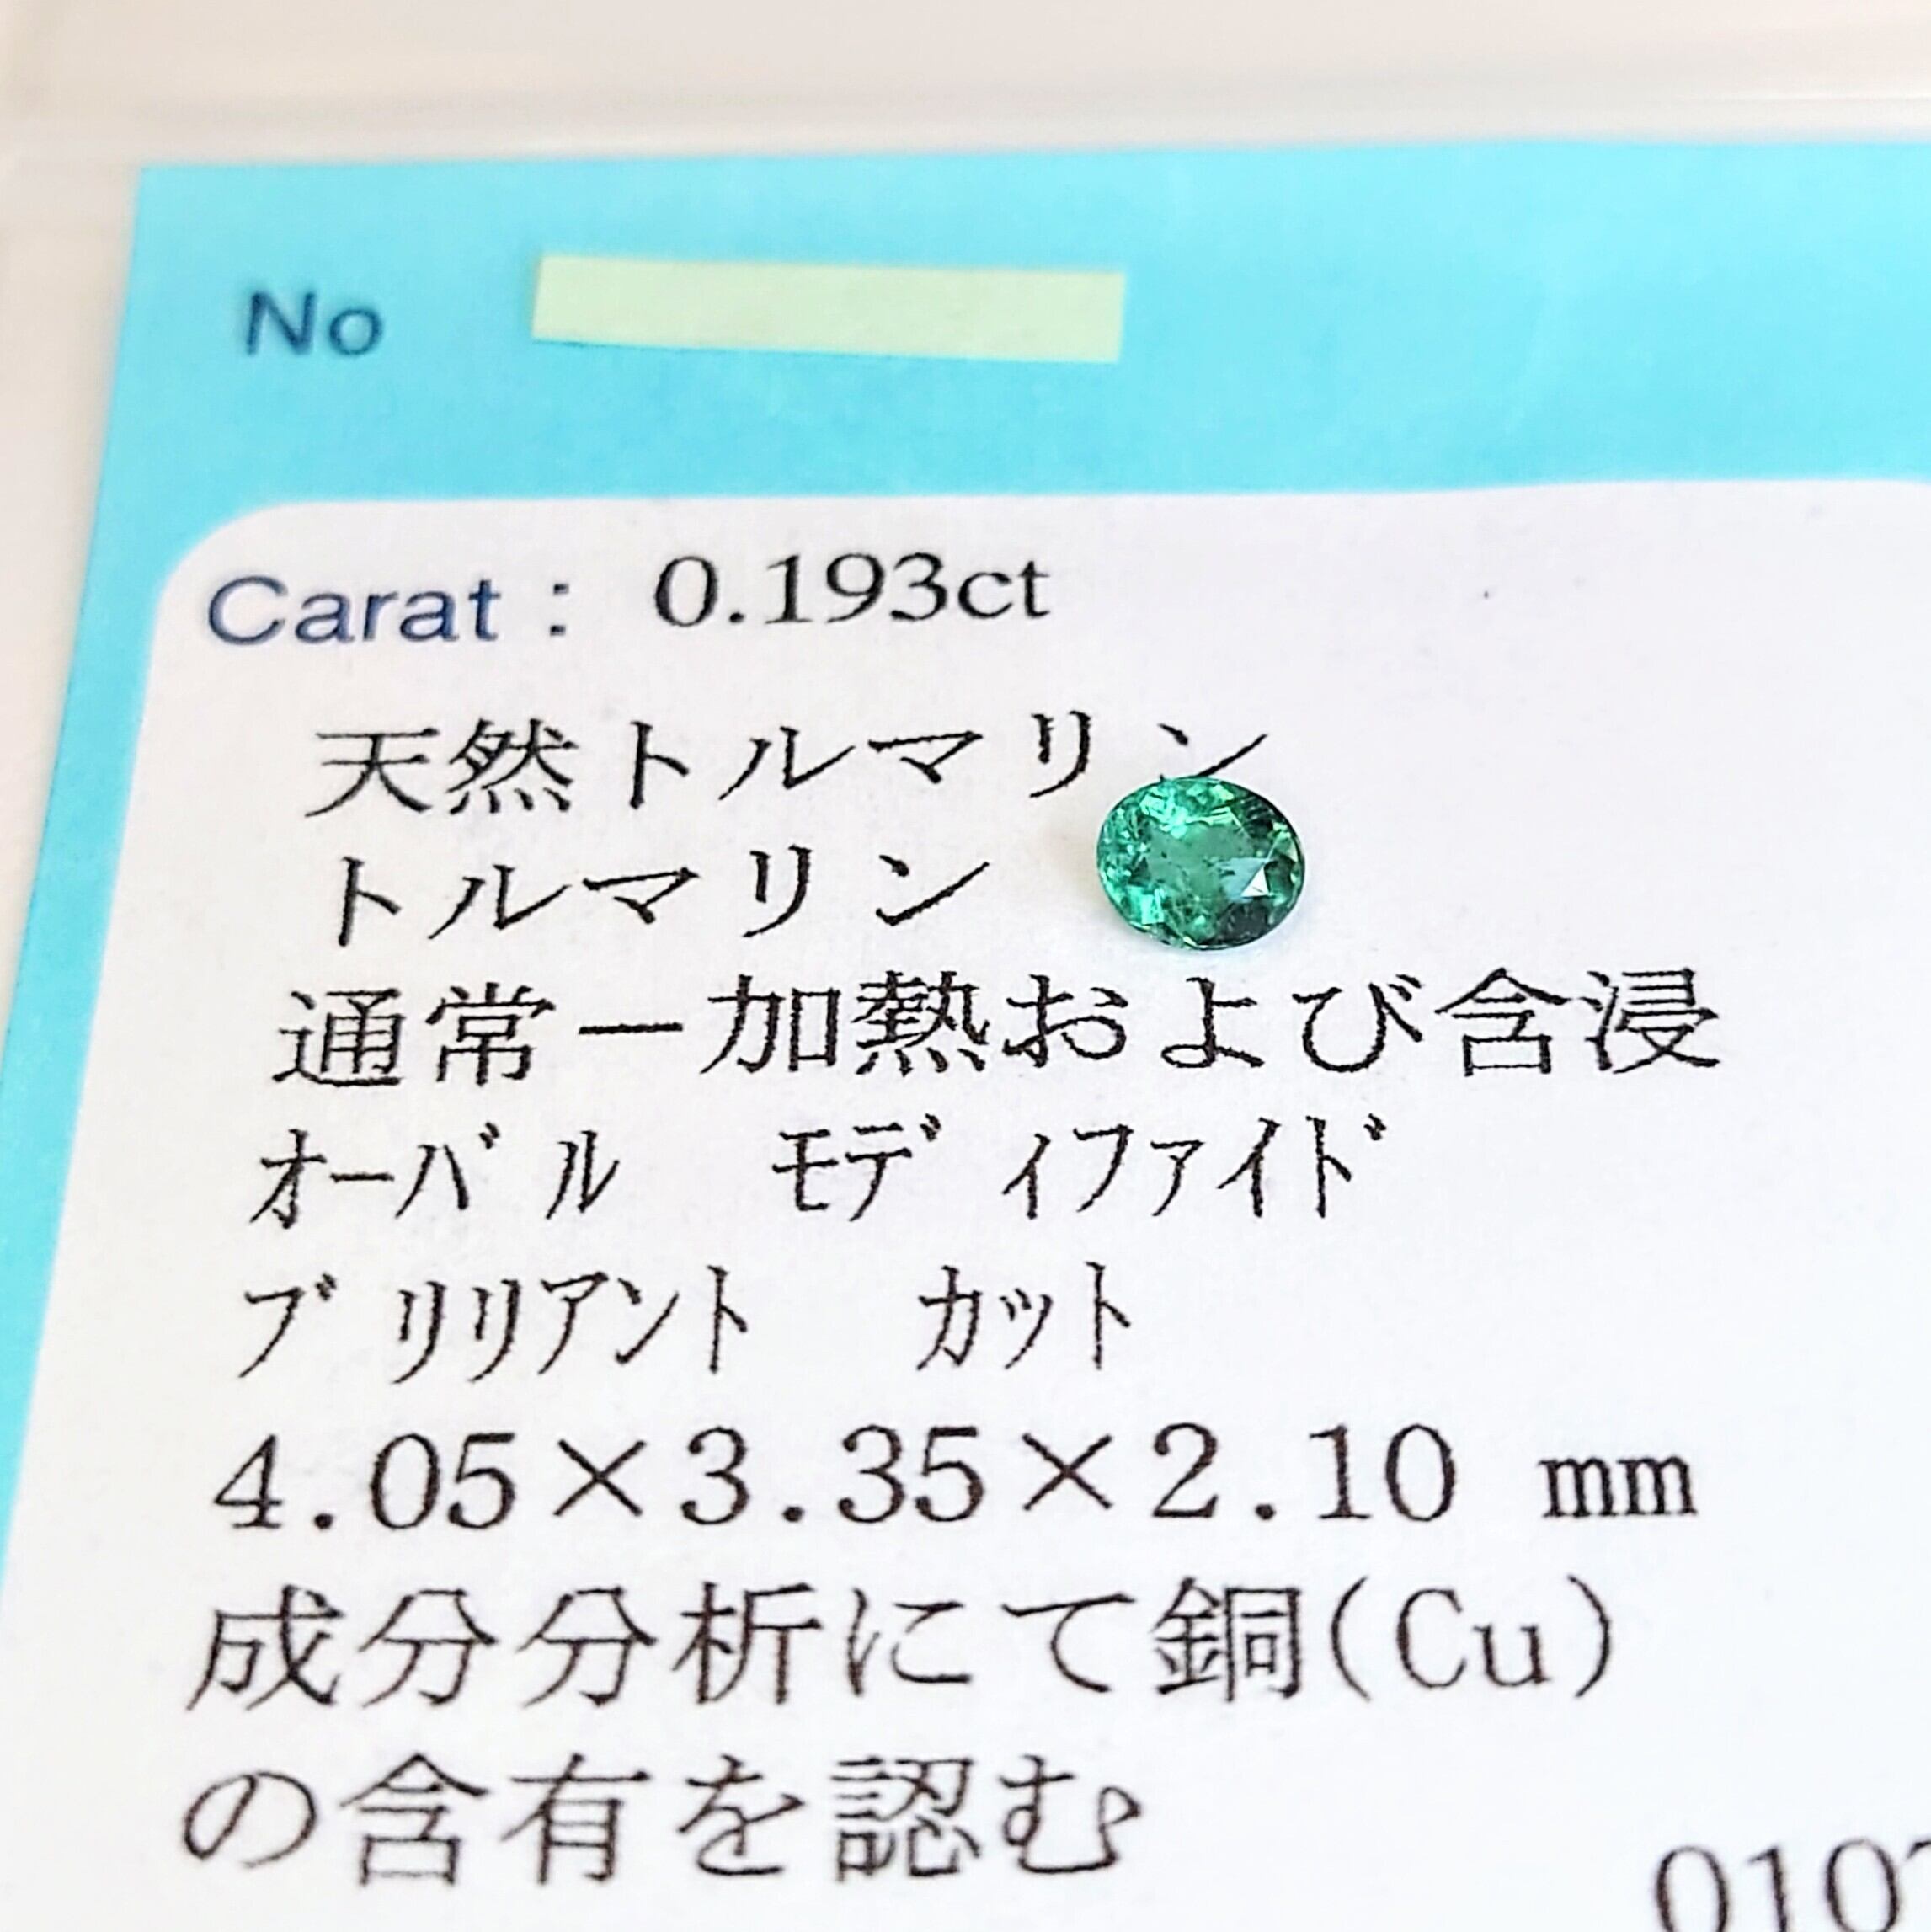 No
Carat : 0.193ct
天然トルマリン
トルマリン
通常ー加熱および含浸
オーバル モディファイド
ブリリアント カット
4.05×3.35×2.10 mm
成分分析にて銅(Cu)
の含有を認む